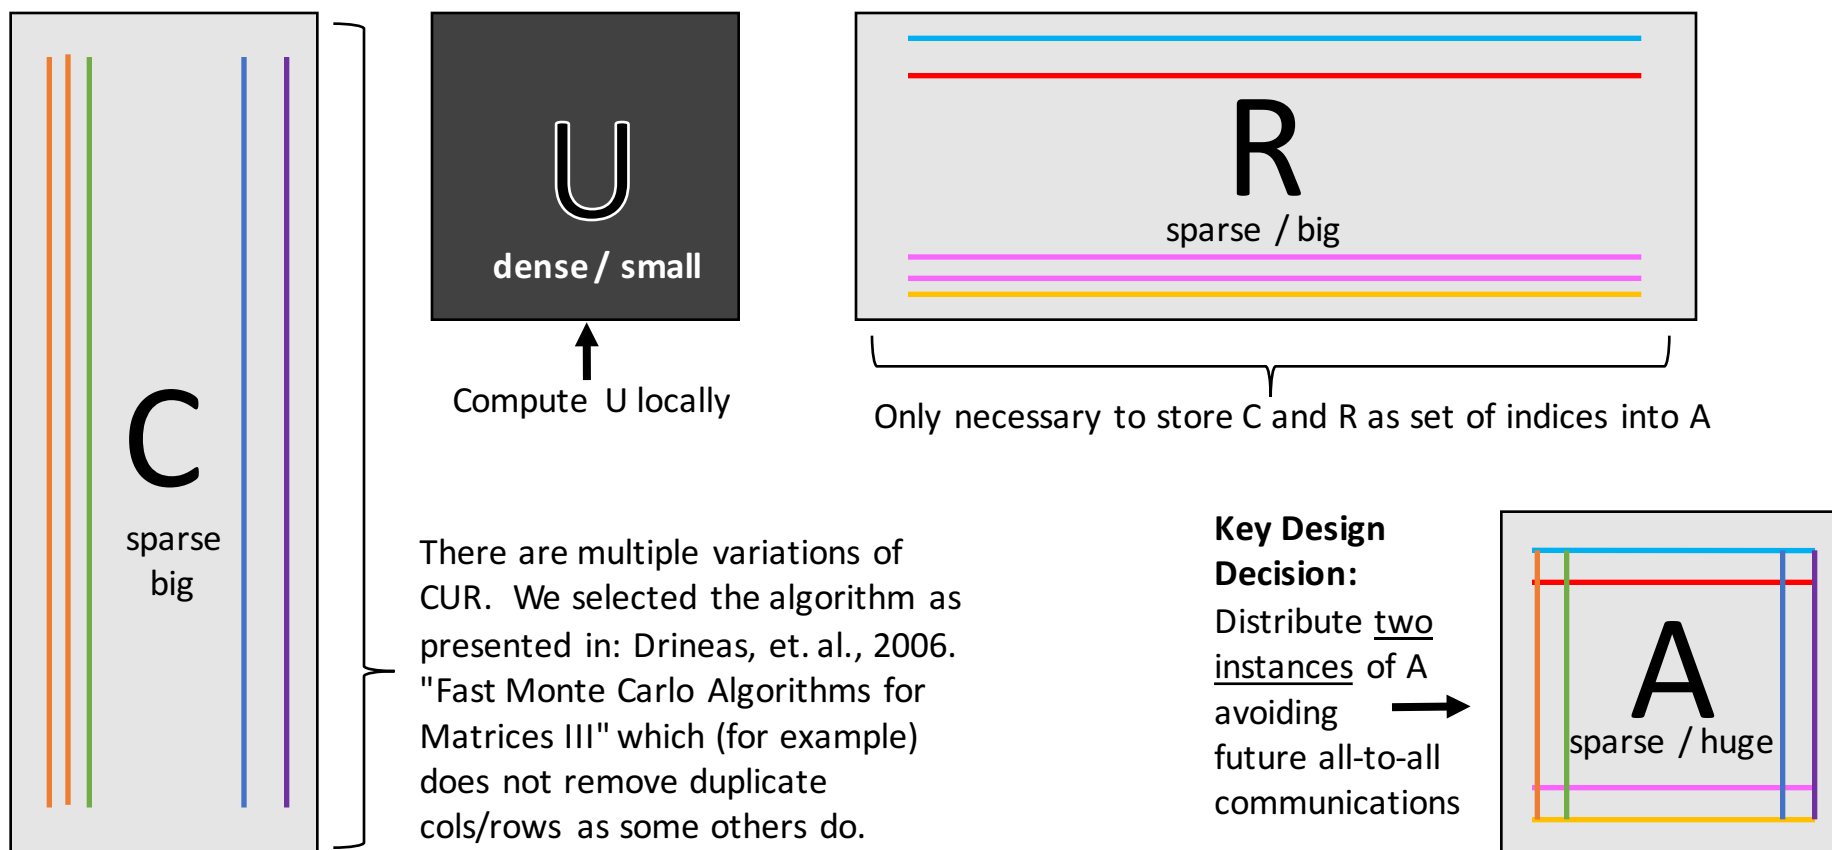 C
sparse
big
U
dense / small
Compute U locally
R
sparse / big
Only necessary to store C and R as set of indices into A
There are multiple variations of
CUR. We selected the algorithm as
presented in: Drineas, et. al., 2006.
"Fast Monte Carlo Algorithms for
Matrices III" which (for example)
does not remove duplicate
cols/rows as some others do.
Key Design
Decision:
Distribute two
instances of A
avoiding
future all-to-all
communications
A
sparse / huge